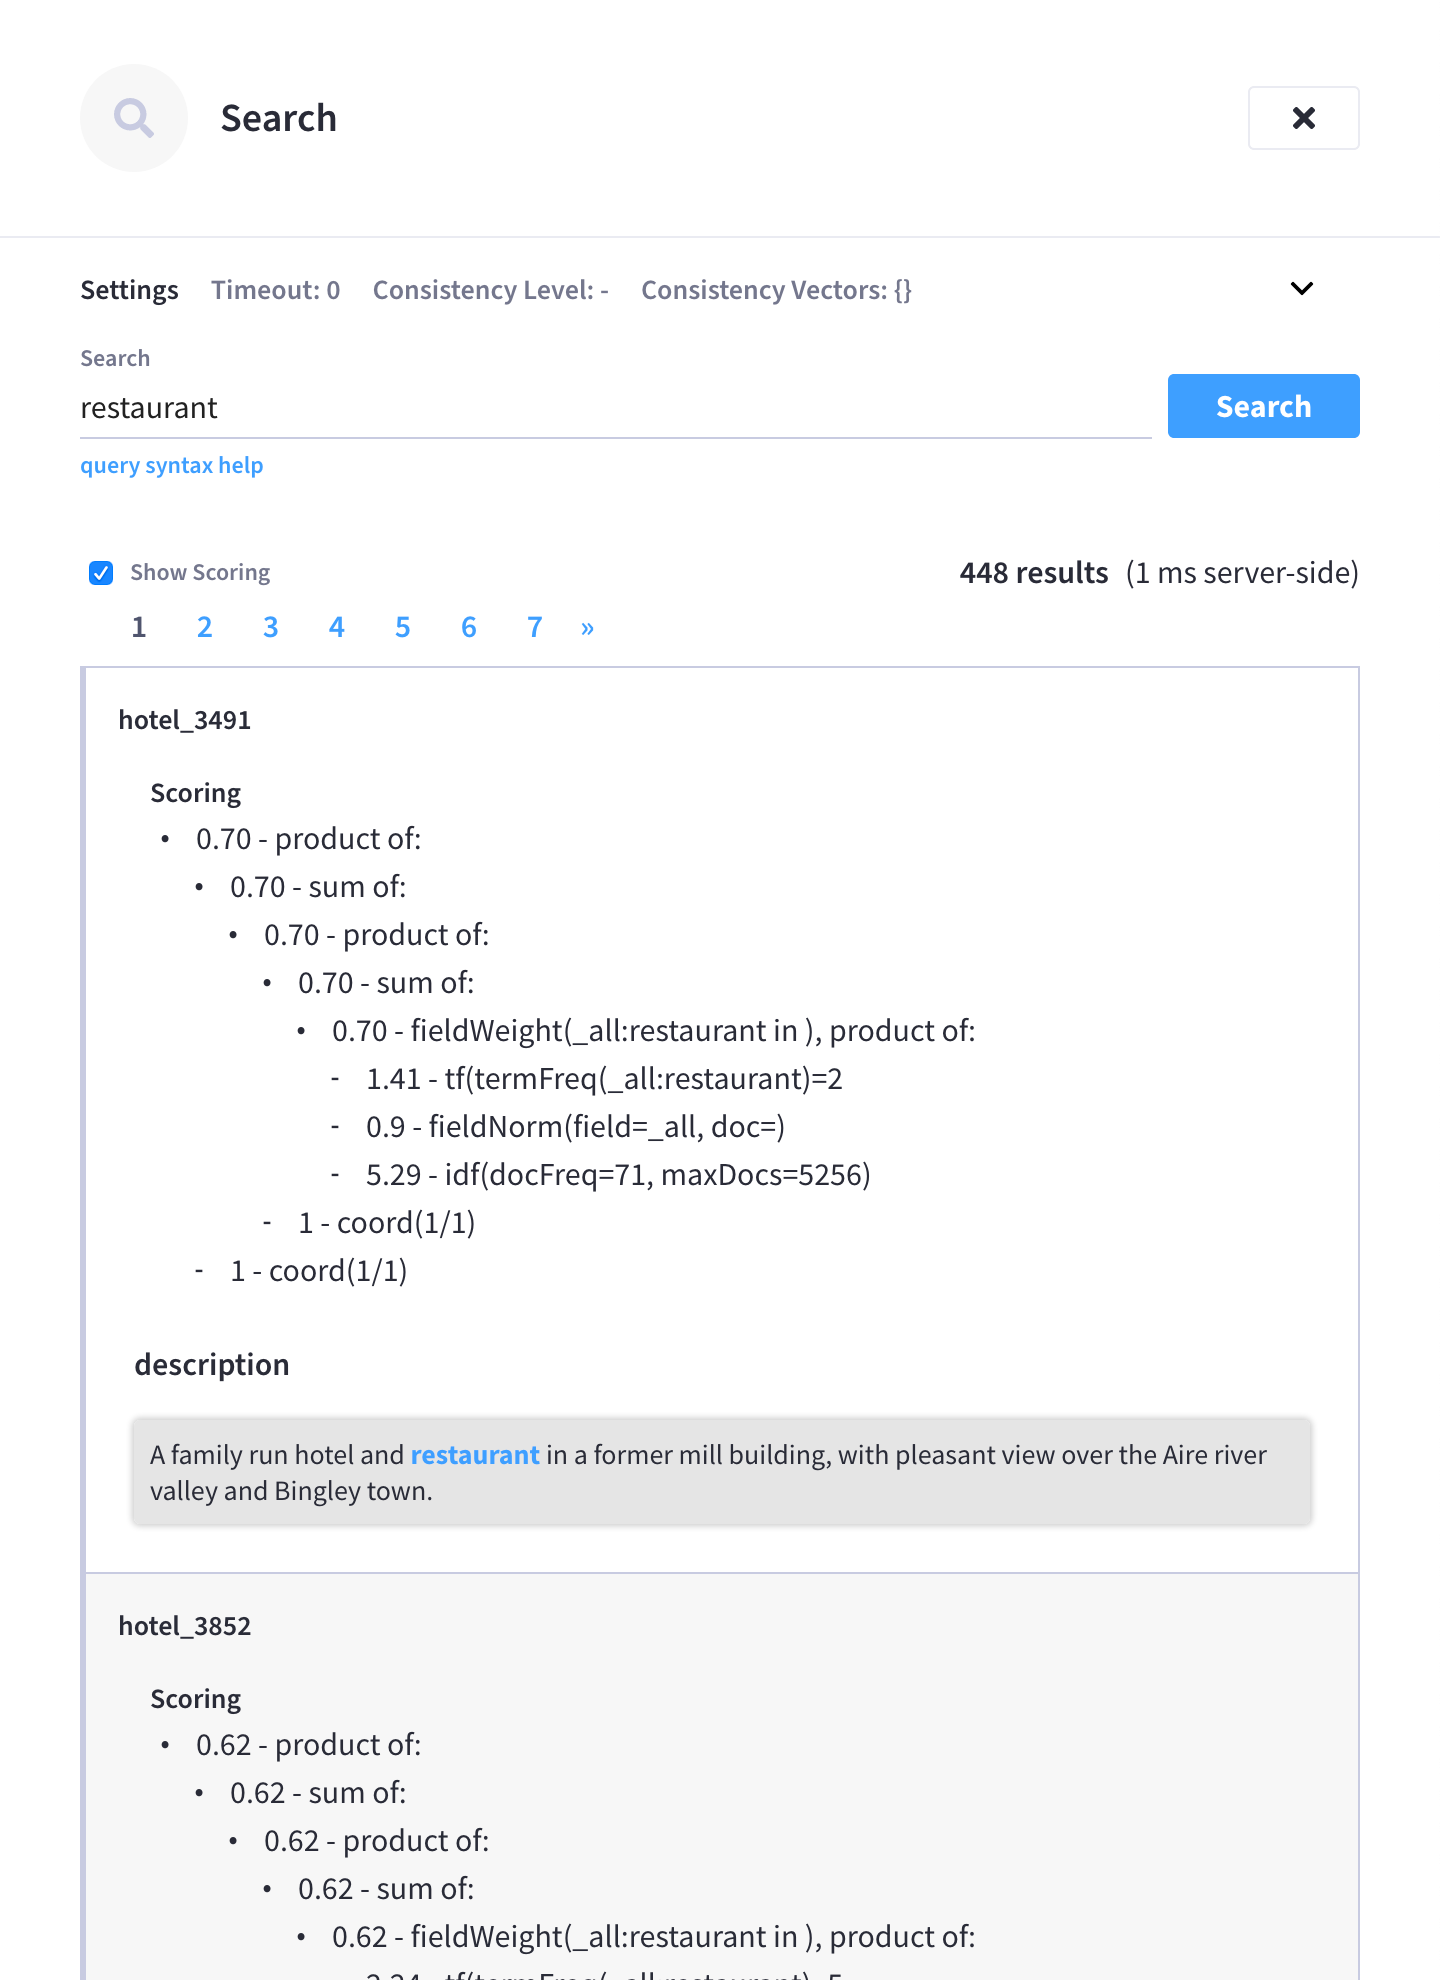 Search
Settings Timeout: 0 Consistency Level: - Consistency Vectors: {}
Search
restaurant
Search
query syntax help
Show Scoring
448 results (1 ms server-side)
1 2 3 4 5 6 7 »
hotel_3491
Scoring
• 0.70 - product of:
• 0.70 - sum of:
• 0.70 - product of:
• 0.70 - sum of:
• 0.70 - fieldWeight(_all:restaurant in ), product of:
- 1.41 - tf(termFreq(_all:restaurant)=2
- 0.9 - fieldNorm(field=_all, doc=)
- 5.29 - idf(docFreq=71, maxDocs=5256)
- 1 - coord(1/1)
- 1 - coord(1/1)
description
A family run hotel and restaurant in a former mill building, with pleasant view over the Aire river
valley and Bingley town.
hotel_3852
Scoring
• 0.62 - product of:
• 0.62 - sum of:
• 0.62 - product of:
• 0.62 - sum of:
• 0.62 - fieldWeight(_all:restaurant in ), product of: